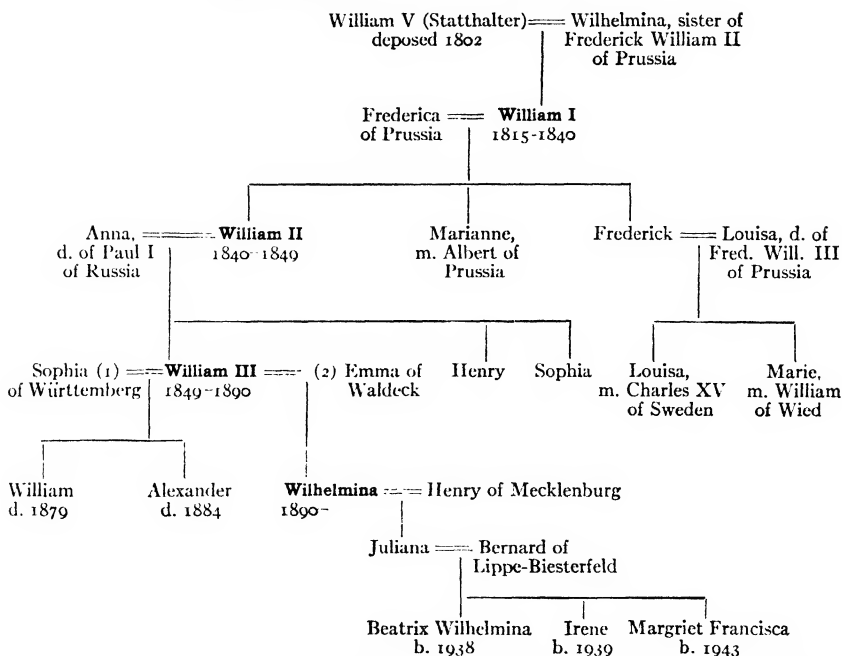 William V (Statthatter) Wilhelmina, sister of
deposed 1802 Frederick William II
of Prussia
Frederica William I
of Prussia 1815-1840
Anna, William II Marianne, Frederick Louisa, d. of
d. of Paul I 1840-1849 m. Albert of Fred. Will. III
of Russia Prussia of Prussia
Sophia (1) William III (2) Emma of Henry Sophia Louisa, Marie,
of Württemberg 1849-1890 Waldeck m. Charles XV m. William
of Sweden of Wied
William Alexander Wilhelmina Henry of Mecklenburg
d. 1879 d. 1884 1890-
Juliana Bernard of
Lippe-Biesterfeld
Beatrix Wilhelmina Irene Margriet Francisca
b. 1938 b. 1939 b. 1943